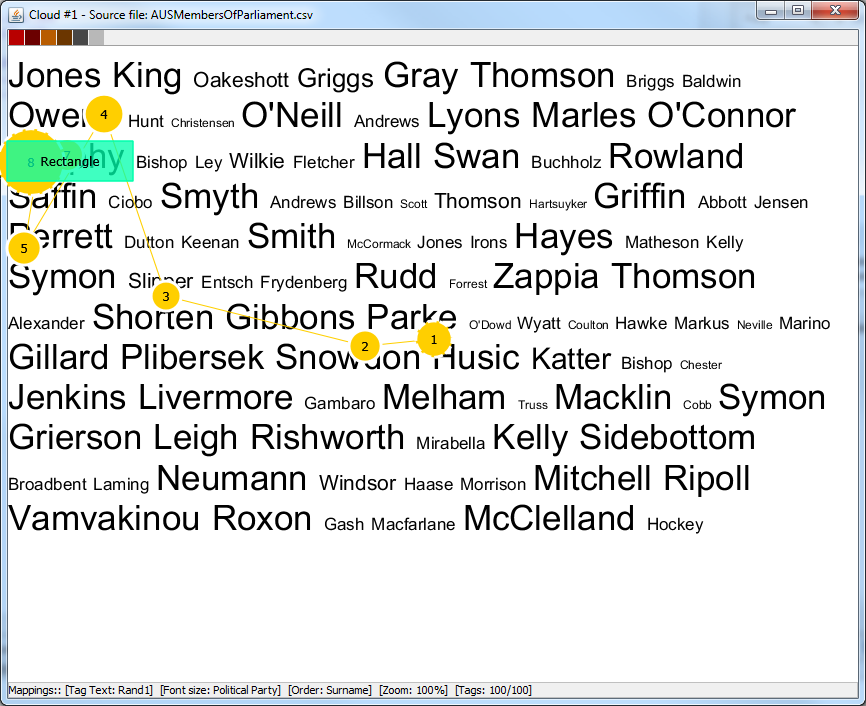 Cloud #1 - Source file: AUSMembersOfParliament.csv
Jones King Oakeshott Griggs Gray Thomson Briggs Baldwin
4 Hunt Christensen O'Neill Andrews Lyons Marles O'Connor
8 7 Rectangle Bishop Ley Wilkie Fletcher Hall Swan Buchholz Rowland
Saffin Ciobo Smyth Andrews Billson Scott Thomson Hartsuyker Griffin Abbott Jensen
5 Perrett Dutton Keenan Smith McCormack Jones Irons Hayes Matheson Kelly
Symon Slipper Entsch Frydenberg Rudd Forrest Zappia Thomson
3
Alexander Shorten Gibbons Parke O'Dowd Wyatt Coulton Hawke Markus Neville Marino
2 1
Gillard Plibersek Snowdon Husic Katter Bishop Chester
Jenkins Livermore Gambaro Melham Truss Macklin Cobb Symon
Grierson Leigh Rishworth Mirabella Kelly Sidebottom
Broadbent Laming Neumann Windsor Haase Morrison Mitchell Ripoll
Vamvakinou Roxon Gash Macfarlane McClelland Hockey
Mappings:: [Tag Text: Rand1] [Font size: Political Party] [Order: Surname] [Zoom: 100%] [Tags: 100/100]